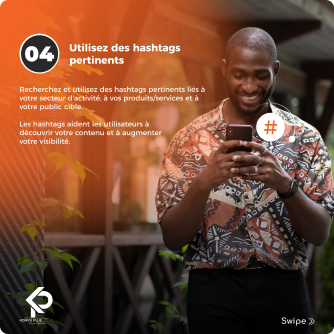 04
Utilisez des hashtags
pertinents
Recherchez et utilisez des hashtags pertinents liés à
votre secteur d'activité, à vos produits/services et à
votre public cible.
Les hashtags aident les utilisateurs à
découvrir votre contenu et à augmenter
votre visibilité.
#
Swipe